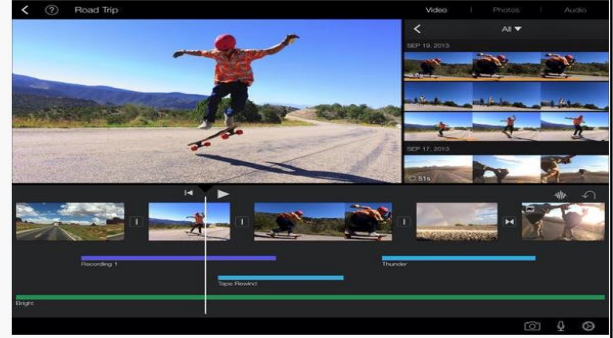 Road Trip
Video
Photos
Audio
All
SEP 19, 2013
SEP 17, 2013
51s
Recording 1
Thunder
Tape Rewind
Bright